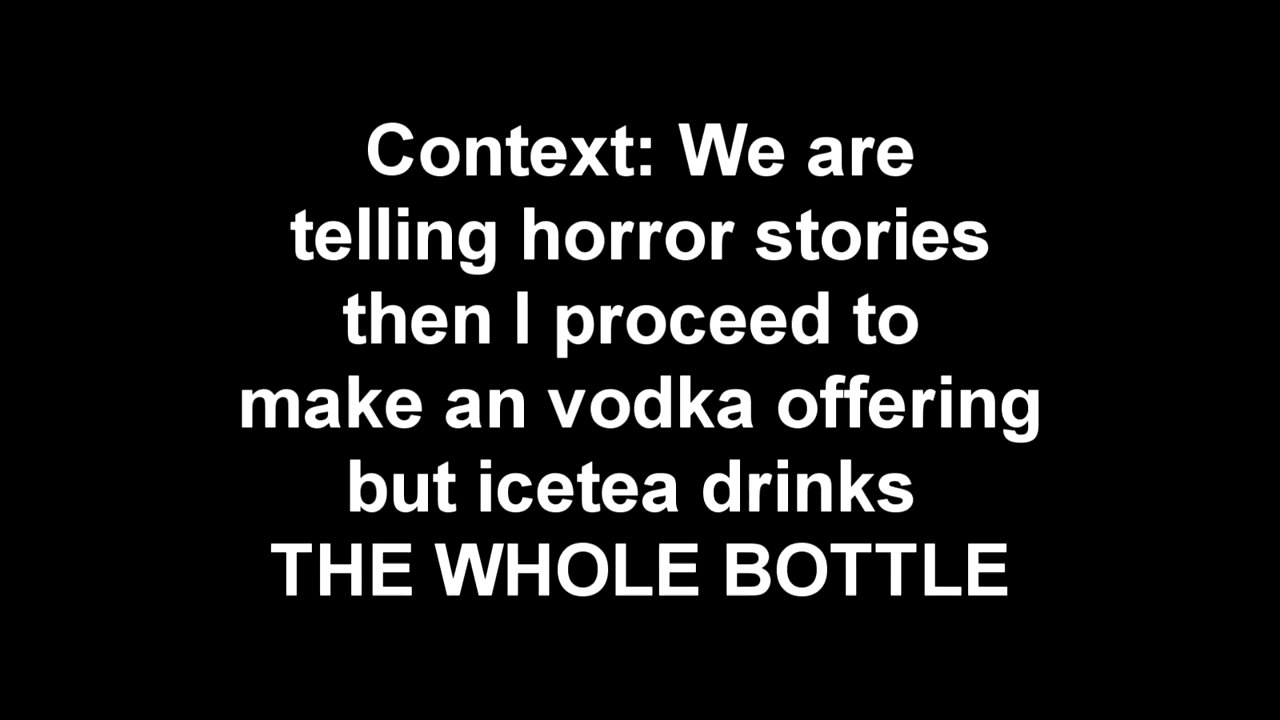 Context: We are
telling horror stories
then I proceed to
make an vodka offering
but icetea drinks
THE WHOLE BOTTLE